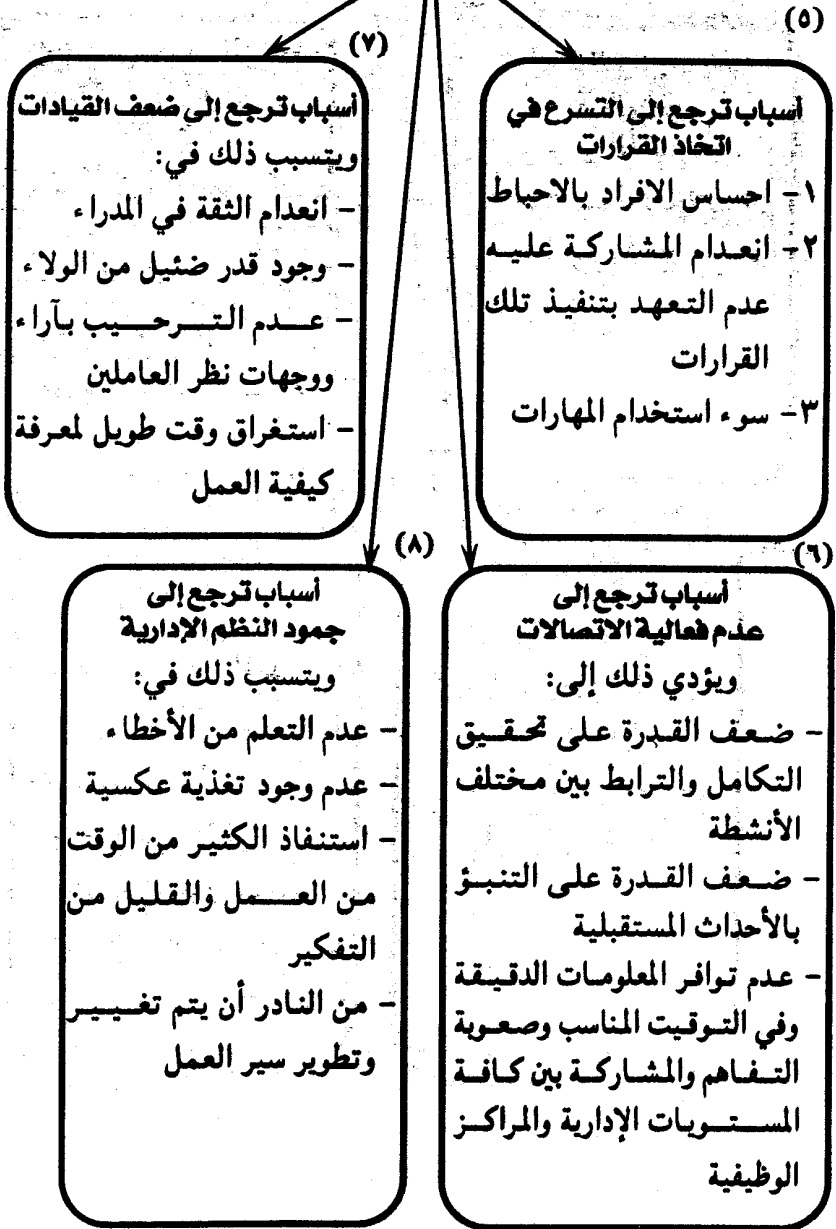 (٥)
أسباب ترجع إلى التسرع في
اتخاذ القرارات
١- احساس الافراد بالاحباط
٢- انعدام المشاركة عليه
عدم التعهد بتنفيذ تلك
القرارات
٣- سوء استخدام المهارات
(٦)
أسباب ترجع إلى
عدم فعالية الاتصالات
ويؤدي ذلك إلى:
- ضعف القدرة على تحقيق
التكامل والترابط بين مختلف
الأنشطة
- ضعف القدرة على التنبؤ
بالأحداث المستقبلية
- عدم توافر المعلومات الدقيقة
وفي التوقيت المناسب وصعوبة
التفاهم والمشاركة بين كافة
المستويات الإدارية والمراكز
الوظيفية
(٧)
أسباب ترجع إلى ضعف القيادات
ويتسبب ذلك في:
- انعدام الثقة في المدراء
- وجود قدر ضئيل من الولاء
- عدم الترحيب بآراء
ووجهات نظر العاملين
- استغراق وقت طويل لمعرفة
كيفية العمل
(٨)
أسباب ترجع إلى
جمود النظم الإدارية
ويتسبب ذلك في:
- عدم التعلم من الأخطاء
- عدم وجود تغذية عكسية
- استنفاذ الكثير من الوقت
من العمل والقليل من
التفكير
- من النادر أن يتم تغيير
وتطوير سير العمل